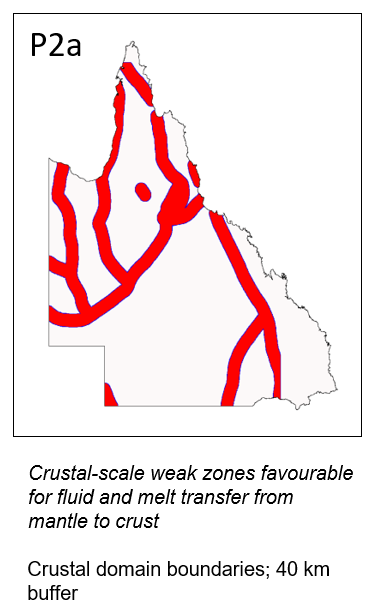 P2a
Crustal-scale weak zones favourable
for fluid and melt transfer from
mantle to crust
Crustal domain boundaries; 40 km
buffer